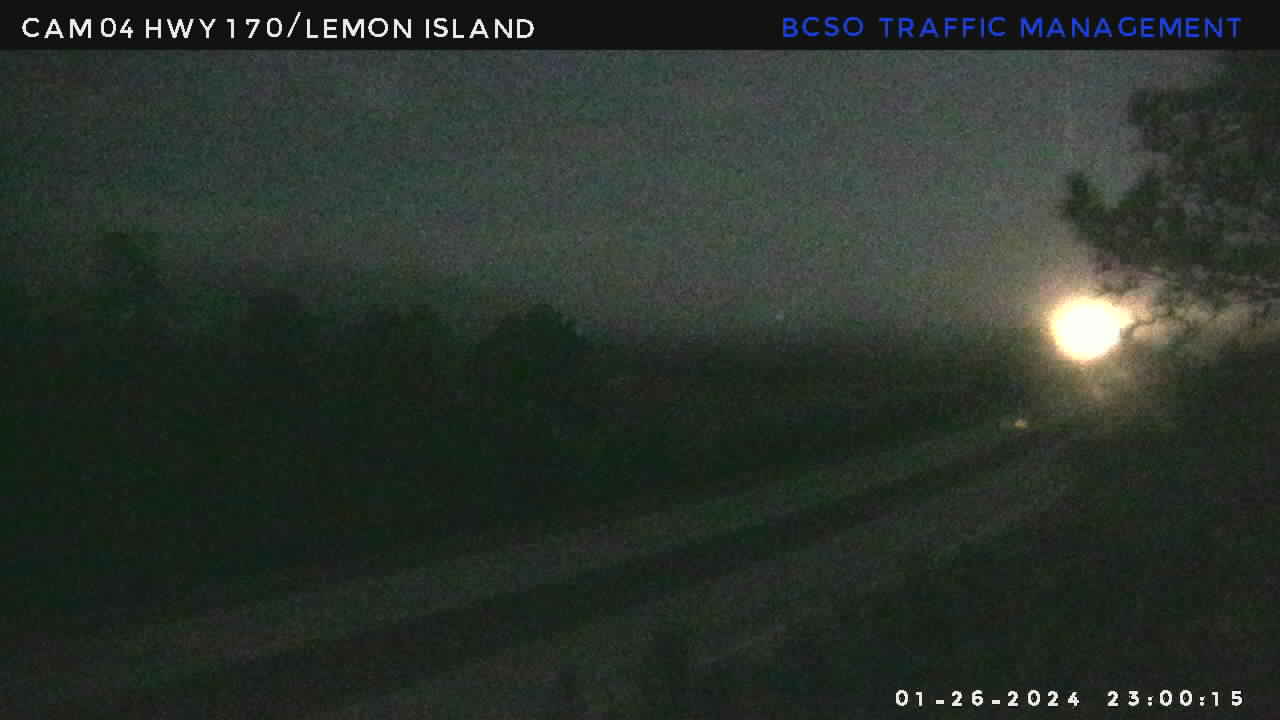 CAM04 HWY 170/LEMON ISLAND
BCSO TRAFFIC MANAGEMENT
01-26-2024 23:00:15